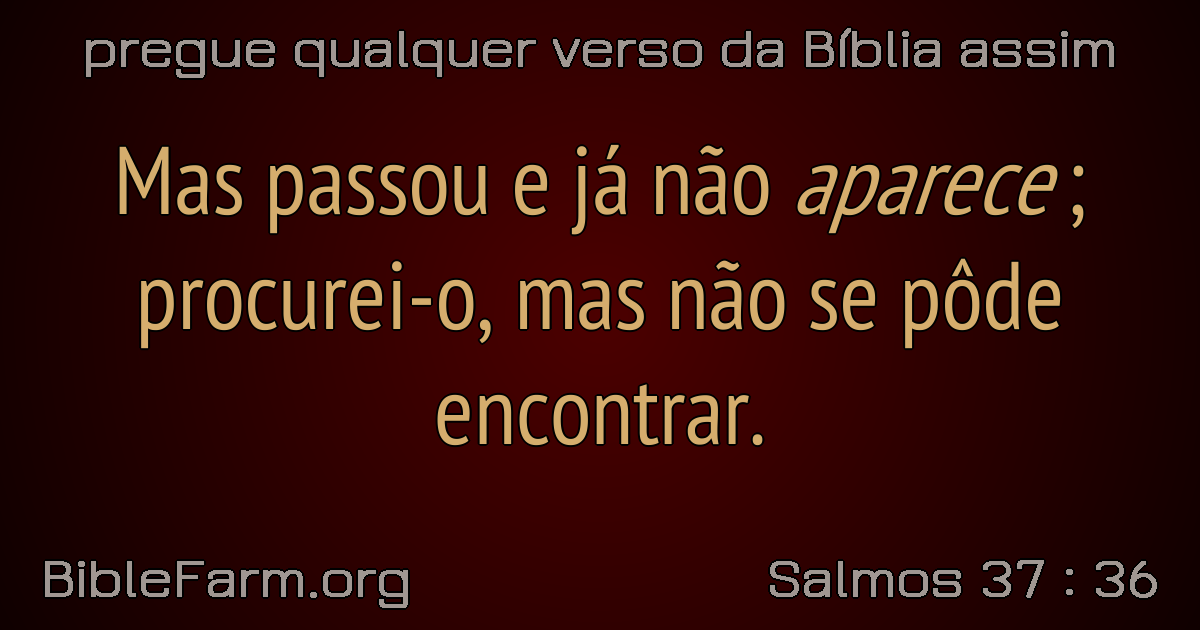 pregue qualquer verso da Bíblia assim
Mas passou e já não aparece;
procurei-o, mas não se pôde
encontrar.
BibleFarm.org
Salmos 37 : 36